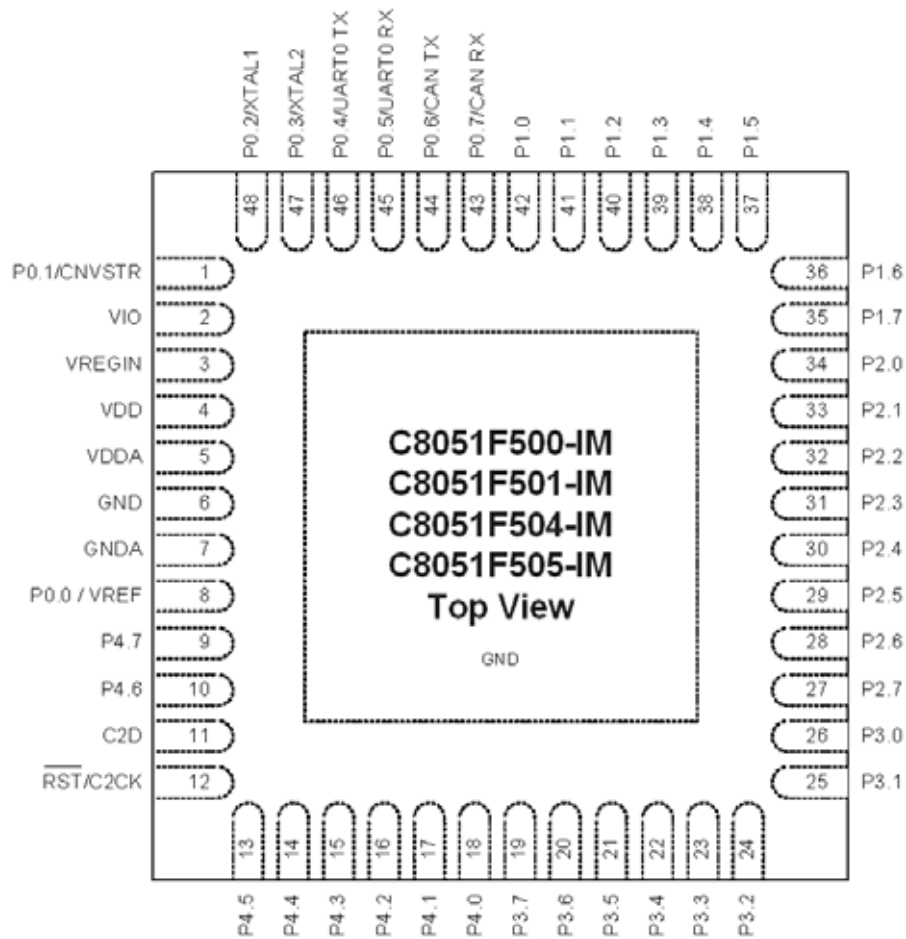 P0.2/XTAL1
P0.3/XTAL2
P0.4/UART0 TX
P0.5/UART0 RX
P0.6/CAN TX
P0.7/CAN RX
P1.0
P1.1
P1.2
P1.3
P1.4
P1.5
48
47
46
45
44
43
42
41
40
39
38
37
P0.1/CNVSTR 1
VIO 2
VREGIN 3
VDD 4
VDDA 5
GND 6
GNDA 7
P0.0 / VREF 8
P4.7 9
P4.6 10
C2D 11
RST/C2CK 12
C8051F500-IM
C8051F501-IM
C8051F504-IM
C8051F505-IM
Top View
GND
36 P1.6
35 P1.7
34 P2.0
33 P2.1
32 P2.2
31 P2.3
30 P2.4
29 P2.5
28 P2.6
27 P2.7
26 P3.0
25 P3.1
13
14
15
16
17
18
19
20
21
22
23
24
P4.5
P4.4
P4.3
P4.2
P4.1
P4.0
P3.7
P3.6
P3.5
P3.4
P3.3
P3.2